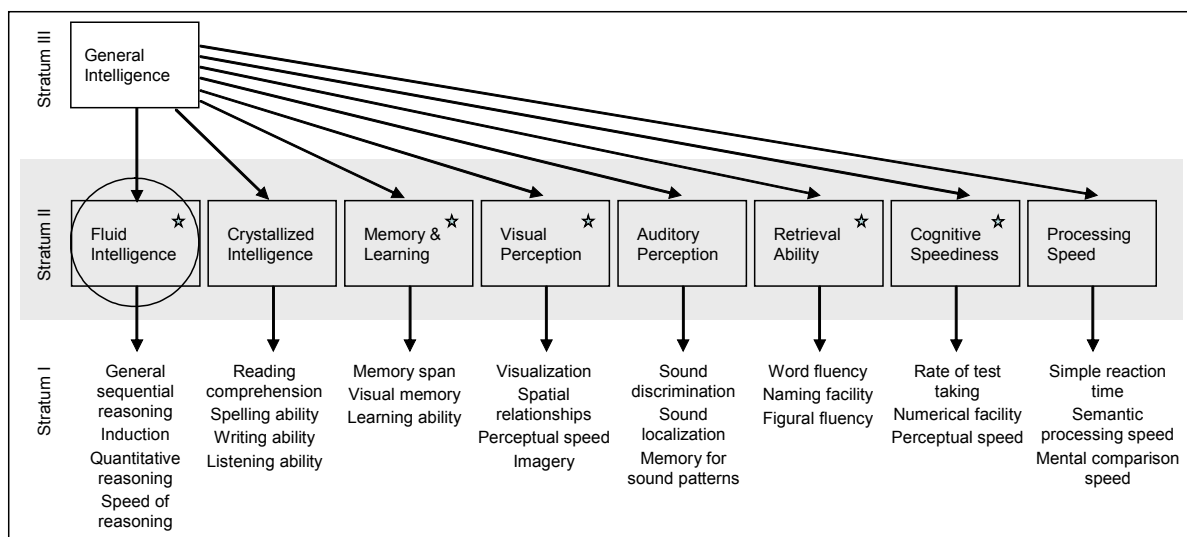 Stratum III
General
Intelligence
Stratum II
Fluid
Intelligence
Crystallized
Intelligence
Memory &
Learning
Visual
Perception
Auditory
Perception
Retrieval
Ability
Cognitive
Speediness
Processing
Speed
Stratum I
General
sequential
reasoning
Induction
Quantitative
reasoning
Speed of
reasoning
Reading
comprehension
Spelling ability
Writing ability
Listening ability
Memory span
Visual memory
Learning ability
Visualization
Spatial
relationships
Perceptual speed
Imagery
Sound
discrimination
Sound
localization
Memory for
sound patterns
Word fluency
Naming facility
Figural fluency
Rate of test
taking
Numerical facility
Perceptual speed
Simple reaction
time
Semantic
processing speed
Mental comparison
speed